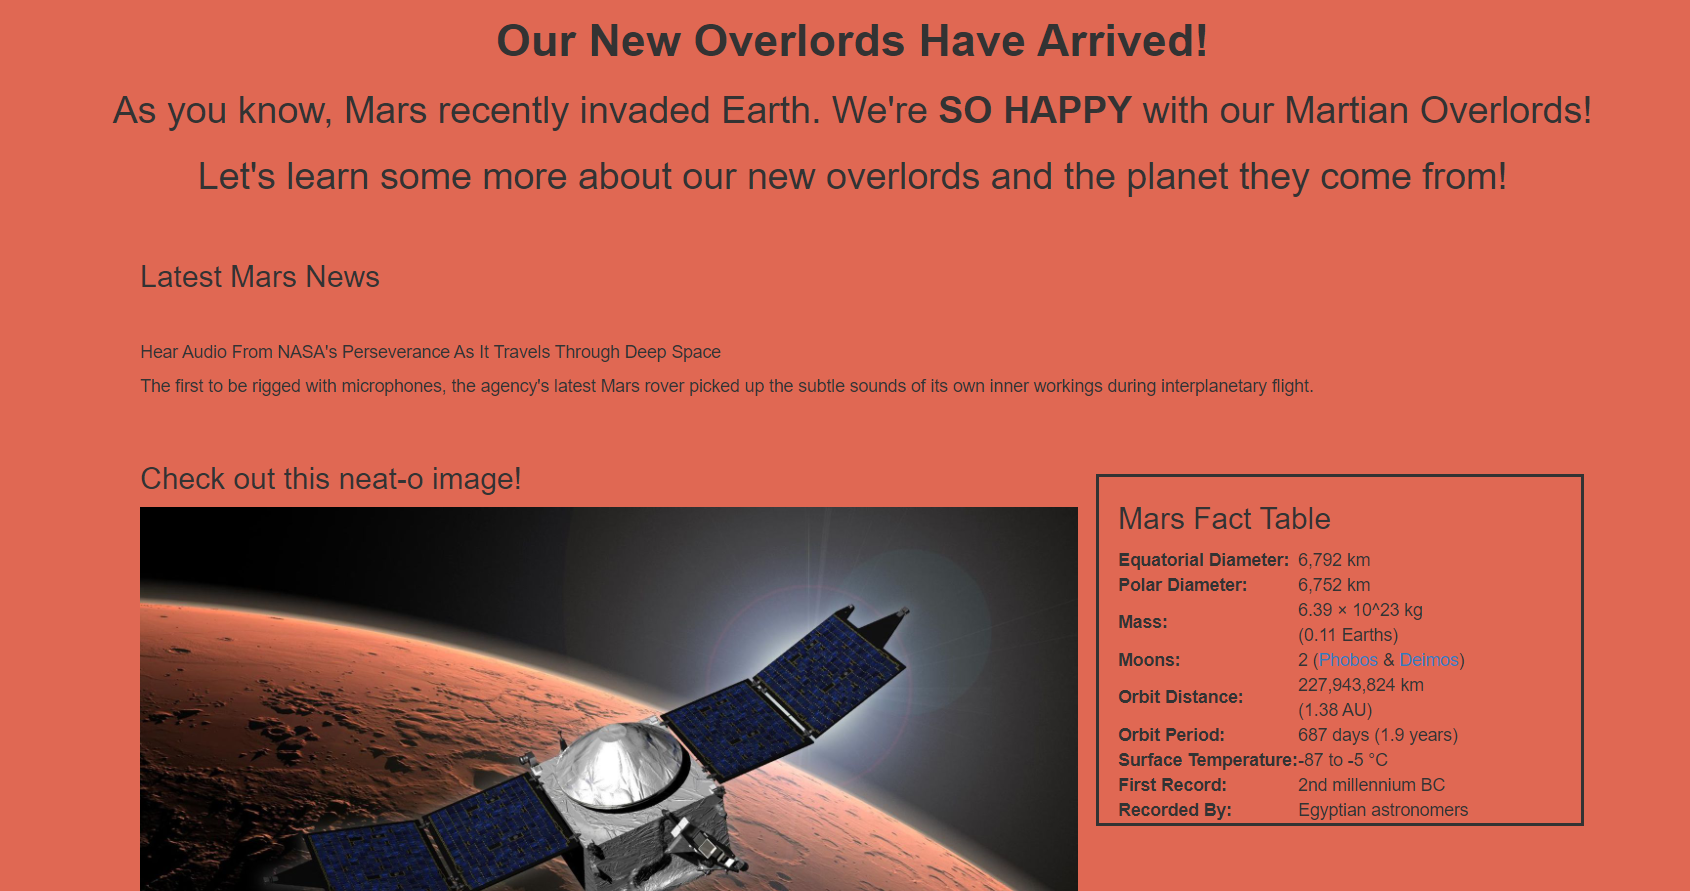 Our New Overlords Have Arrived!
As you know, Mars recently invaded Earth. We're SO HAPPY with our Martian Overlords!
Let's learn some more about our new overlords and the planet they come from!
Latest Mars News
Hear Audio From NASA's Perseverance As It Travels Through Deep Space
The first to be rigged with microphones, the agency's latest Mars rover picked up the subtle sounds of its own inner workings during interplanetary flight.
Check out this neat-o image!
Mars Fact Table
Equatorial Diameter: 6,792 km
Polar Diameter: 6,752 km
Mass: 6.39 × 10^23 kg
(0.11 Earths)
Moons: 2 (Phobos & Deimos)
Orbit Distance: 227,943,824 km
(1.38 AU)
Orbit Period: 687 days (1.9 years)
Surface Temperature: -87 to -5 °C
First Record: 2nd millennium BC
Recorded By: Egyptian astronomers